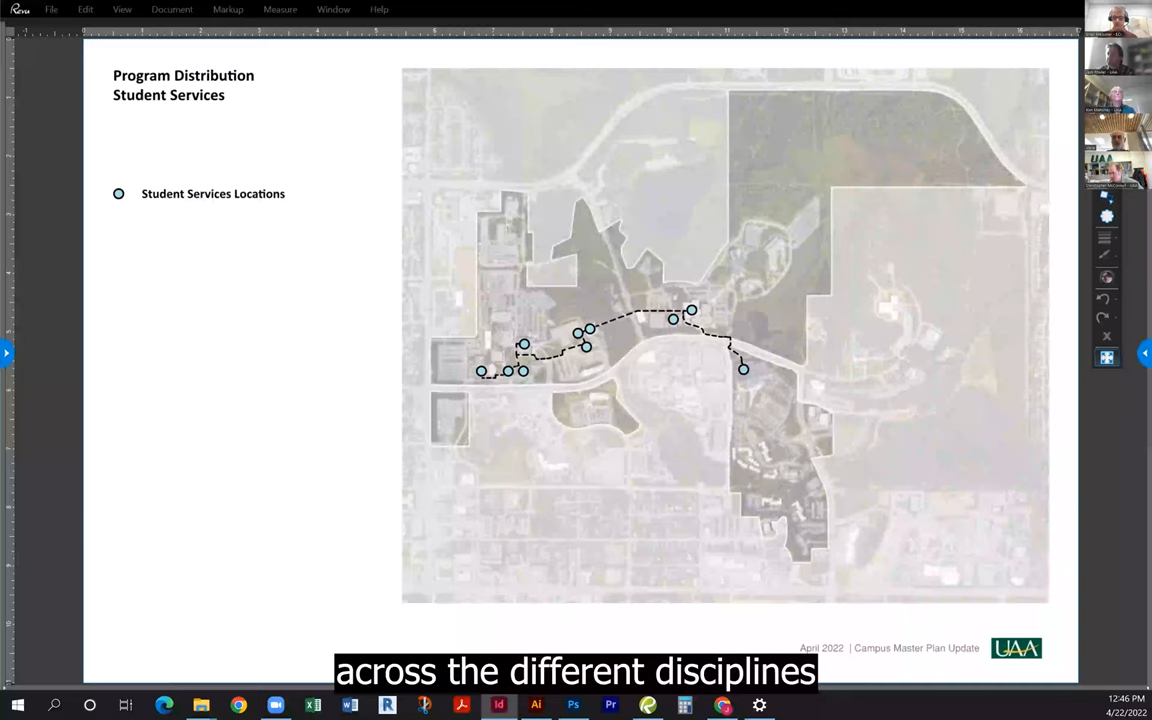 Revu File Edit View Document Markup Measure Window Help
Program Distribution
Student Services
Student Services Locations
April 2022 | Campus Master Plan Update UAA
across the different disciplines
12:46 PM
4/22/2022